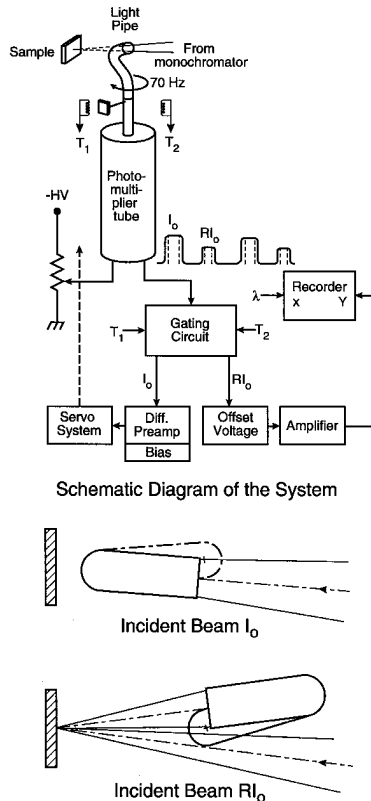 Light
Pipe
Sample
From
monochromator
70 Hz
T1
T2
Photo-
multi-
plier
tube
-HV
Io
RIo
λ
Recorder
x Y
T1
Gating
Circuit
T2
Io
RIo
Servo
System
Diff.
Preamp
Bias
Offset
Voltage
Amplifier
Schematic Diagram of the System
Incident Beam Io
Incident Beam RIo